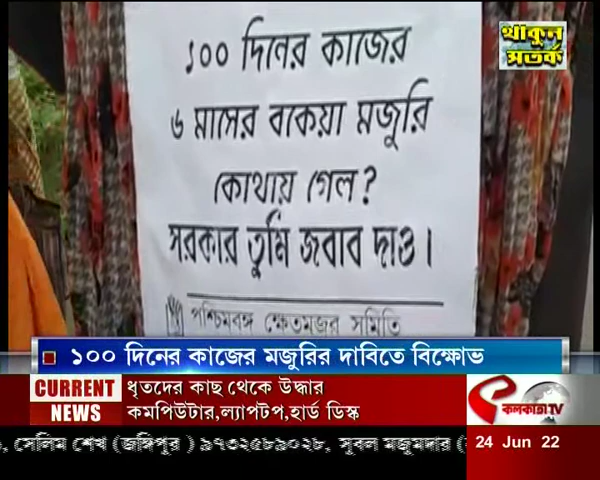 থাকুন
সতর্ক
১০০ দিনের কাজের
৬ মাসের বকেয়া মজুরি
কোথায় গেল?
সরকার তুমি জবাব দাও।
পশ্চিমবঙ্গ ক্ষেতমজুর সমিতি
১০০ দিনের কাজের মজুরির দাবিতে বিক্ষোভ
CURRENT
NEWS
ধৃতদের কাছ থেকে উদ্ধার
কমপিউটার,ল্যাপটপ,হার্ড ডিস্ক
কলকাতা TV
, সেলিম শেখ (জঙ্গিপুর ) ৯৭৩২৫৮৯০২৮, সুবল মজুমদার (
24 Jun 22